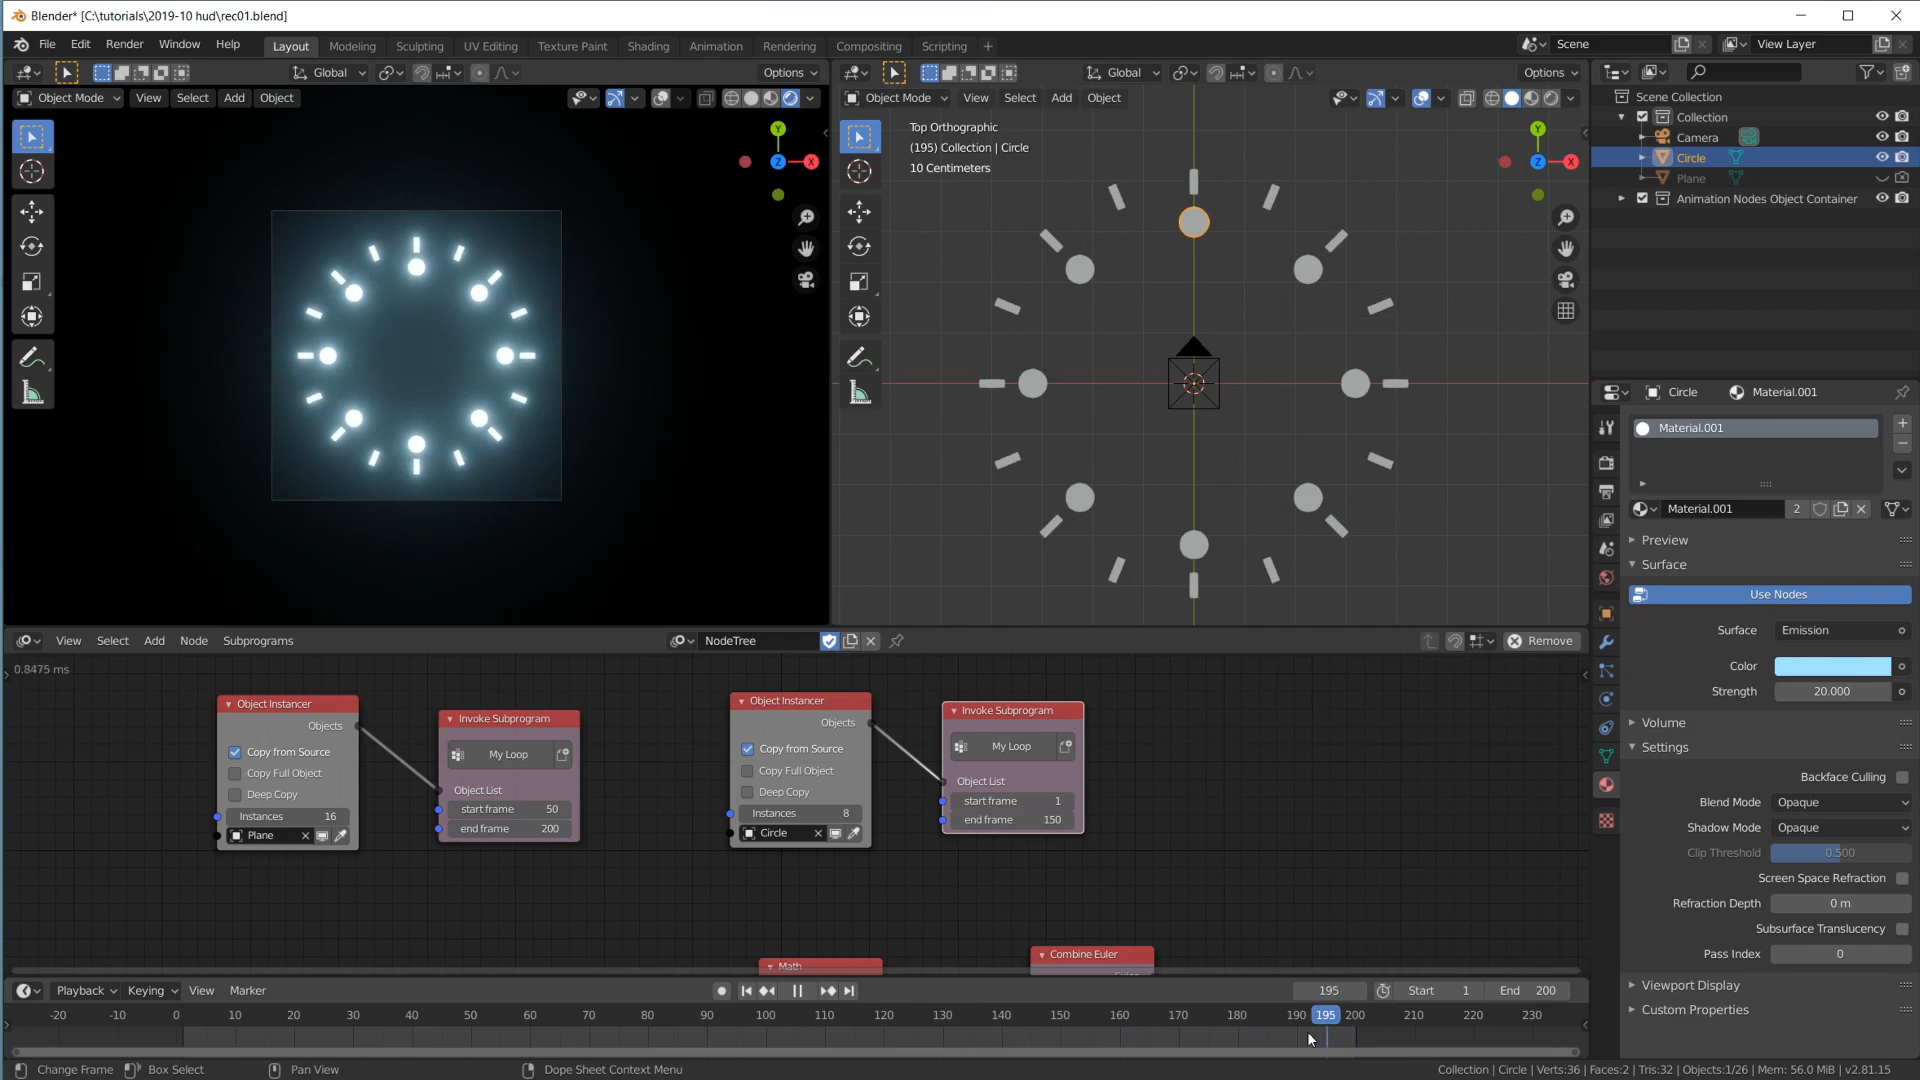 Blender* [C:\tutorials\2019-10 hud\rec01.blend]
File Edit Render Window Help Layout Modeling Sculpting UV Editing Texture Paint Shading Animation Rendering Compositing Scripting + Scene View Layer
Global Options Global Options
Object Mode View Select Add Object Object Mode View Select Add Object
Scene Collection
Collection
Camera
Circle
Plane
Animation Nodes Object Container
Y
Z
X
Top Orthographic
(195) Collection | Circle
10 Centimeters
Y
Z
X
Circle Material.001
Material.001
Material.001 2
Preview
Surface
Use Nodes
Surface Emission
Color
Strength 20.000
Volume
Settings
Backface Culling
Blend Mode Opaque
Shadow Mode Opaque
Clip Threshold 0.500
Screen Space Refraction
Refraction Depth 0 m
Subsurface Translucency
Pass Index 0
Viewport Display
Custom Properties
View Select Add Node Subprograms NodeTree Remove
0.8475 ms
Object Instancer
Objects
Copy from Source
Copy Full Object
Deep Copy
Instances 16
Plane
Invoke Subprogram
My Loop
Object List
start frame 50
end frame 200
Object Instancer
Objects
Copy from Source
Copy Full Object
Deep Copy
Instances 8
Circle
Invoke Subprogram
My Loop
Object List
start frame 1
end frame 150
Math
Combine Euler
Euler
Playback Keying View Marker 195 Start 1 End 200
-20 -10 0 10 20 30 40 50 60 70 80 90 100 110 120 130 140 150 160 170 180 190 195 200 210 220 230
Change Frame Box Select Pan View Dope Sheet Context Menu Collection | Circle | Verts:36 | Faces:2 | Tris:32 | Objects:1/26 | Mem: 56.0 MiB | v2.81.15